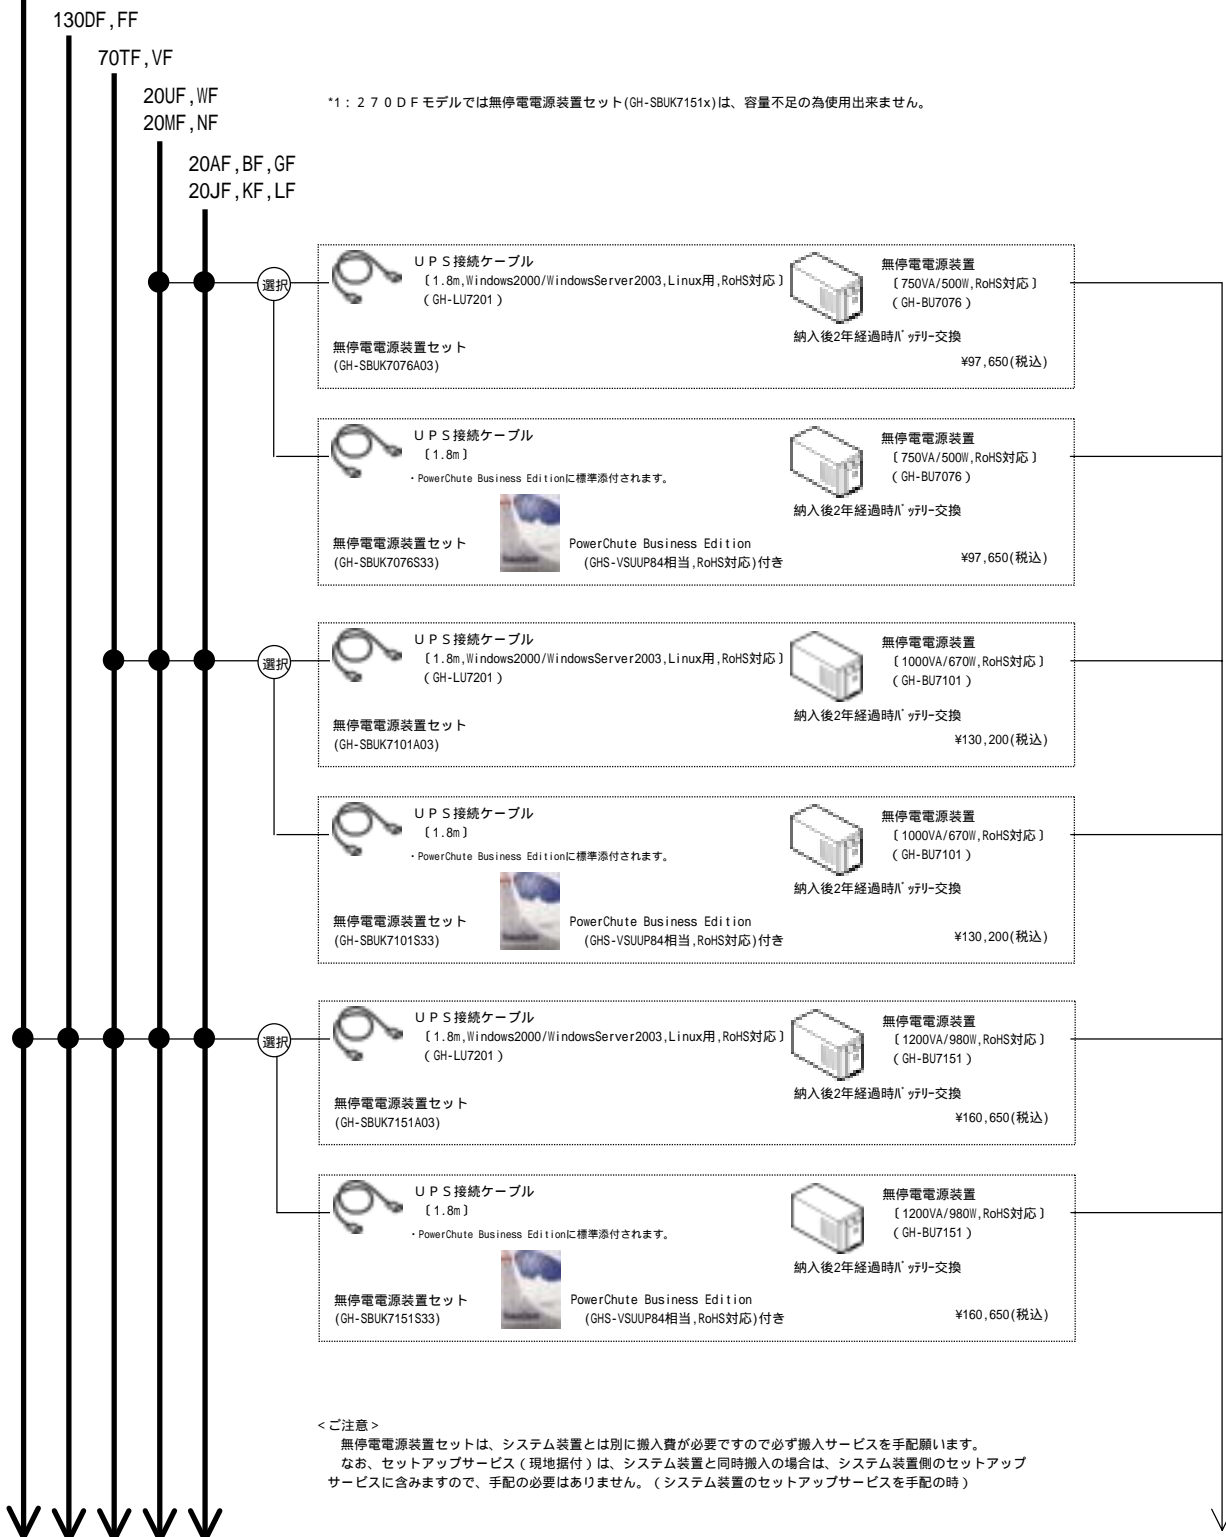 130DF,FF
70TF,VF
20UF,WF
20MF,NF
*1：２７０ＤＦモデルでは無停電電源装置セット(GH-SBUK7151x)は、容量不足の為使用出来ません。
20AF,BF,GF
20JF,KF,LF
選択
ＵＰＳ接続ケーブル
〔1.8m,Windows2000/WindowsServer2003,Linux用,RoHS対応〕
（GH-LU7201）
無停電電源装置
〔750VA/500W,RoHS対応〕
（GH-BU7076）
納入後2年経過時ﾊﾞｯﾃﾘｰ交換
無停電電源装置セット
(GH-SBUK7076A03)
¥97,650(税込)
ＵＰＳ接続ケーブル
〔1.8m〕
・PowerChute Business Editionに標準添付されます。
無停電電源装置
〔750VA/500W,RoHS対応〕
（GH-BU7076）
納入後2年経過時ﾊﾞｯﾃﾘｰ交換
無停電電源装置セット
(GH-SBUK7076S33)
PowerChute Business Edition
(GHS-VSUUP84相当,RoHS対応)付き
¥97,650(税込)
選択
ＵＰＳ接続ケーブル
〔1.8m,Windows2000/WindowsServer2003,Linux用,RoHS対応〕
（GH-LU7201）
無停電電源装置
〔1000VA/670W,RoHS対応〕
（GH-BU7101）
納入後2年経過時ﾊﾞｯﾃﾘｰ交換
無停電電源装置セット
(GH-SBUK7101A03)
¥130,200(税込)
ＵＰＳ接続ケーブル
〔1.8m〕
・PowerChute Business Editionに標準添付されます。
無停電電源装置
〔1000VA/670W,RoHS対応〕
（GH-BU7101）
納入後2年経過時ﾊﾞｯﾃﾘｰ交換
無停電電源装置セット
(GH-SBUK7101S33)
PowerChute Business Edition
(GHS-VSUUP84相当,RoHS対応)付き
¥130,200(税込)
選択
ＵＰＳ接続ケーブル
〔1.8m,Windows2000/WindowsServer2003,Linux用,RoHS対応〕
（GH-LU7201）
無停電電源装置
〔1200VA/980W,RoHS対応〕
（GH-BU7151）
納入後2年経過時ﾊﾞｯﾃﾘｰ交換
無停電電源装置セット
(GH-SBUK7151A03)
¥160,650(税込)
ＵＰＳ接続ケーブル
〔1.8m〕
・PowerChute Business Editionに標準添付されます。
無停電電源装置
〔1200VA/980W,RoHS対応〕
（GH-BU7151）
納入後2年経過時ﾊﾞｯﾃﾘｰ交換
無停電電源装置セット
(GH-SBUK7151S33)
PowerChute Business Edition
(GHS-VSUUP84相当,RoHS対応)付き
¥160,650(税込)
＜ご注意＞
無停電電源装置セットは、システム装置とは別に搬入費が必要ですので必ず搬入サービスを手配願います。
なお、セットアップサービス（現地据付）は、システム装置と同時搬入の場合は、システム装置側のセットアップ
サービスに含みますので、手配の必要はありません。（システム装置のセットアップサービスを手配の時）